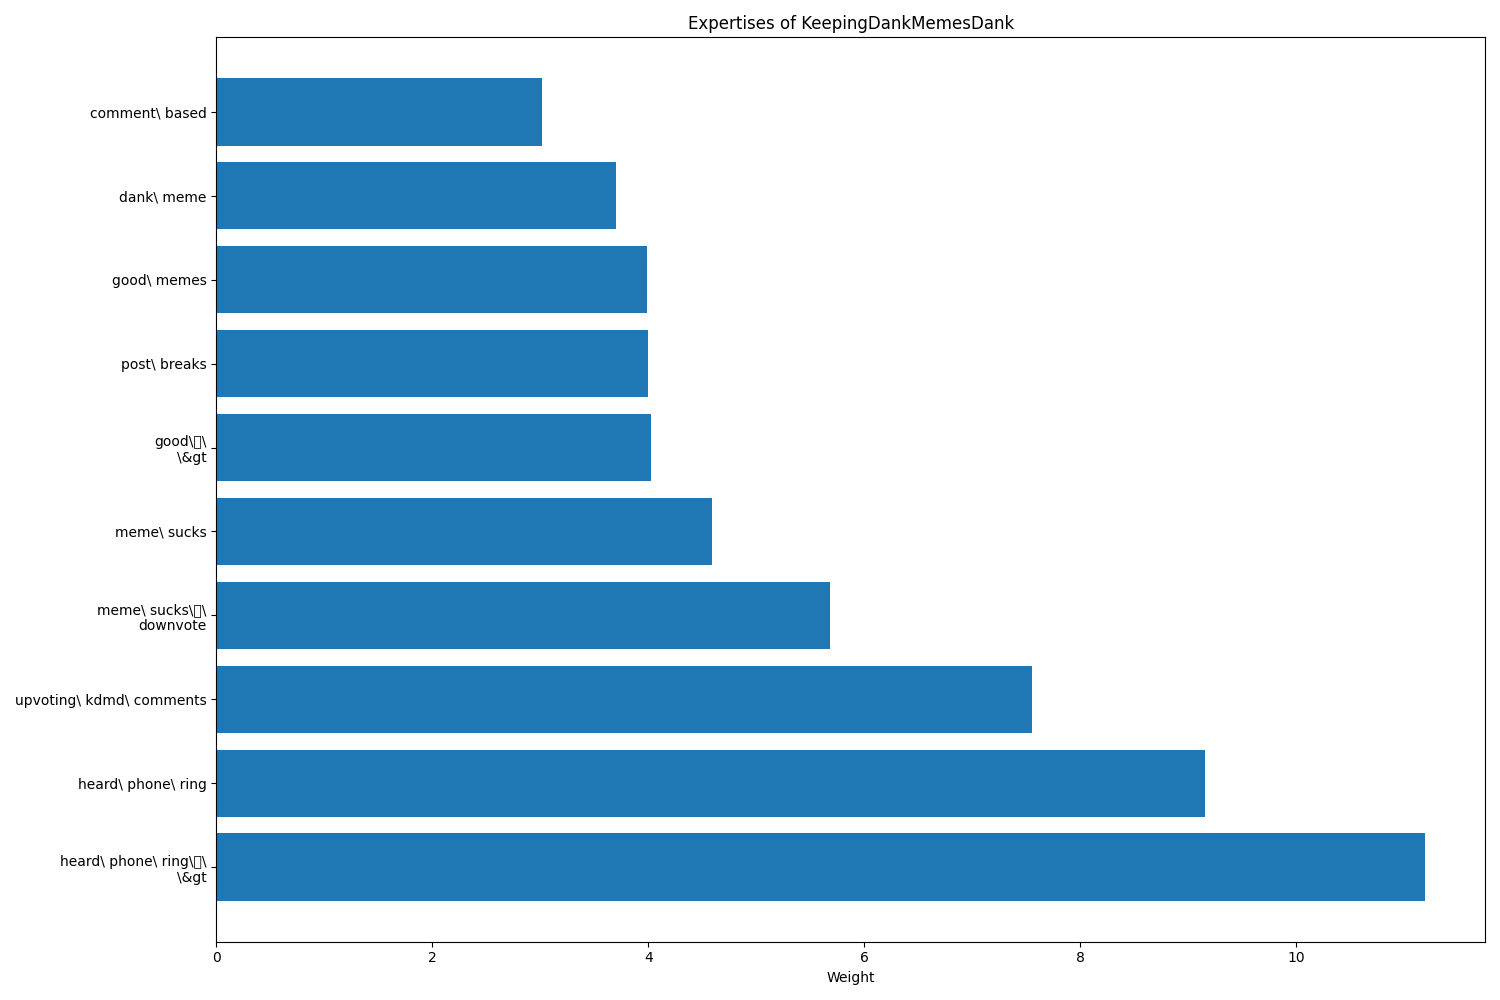 Expertises of KeepingDankMemesDank
comment\ based
dank\ meme
good\ memes
post\ breaks
good\▯\
\&gt
meme\ sucks
meme\ sucks\▯\
downvote
upvoting\ kdmd\ comments
heard\ phone\ ring
heard\ phone\ ring\▯\
\&gt
0 2 4 6 8 10
Weight